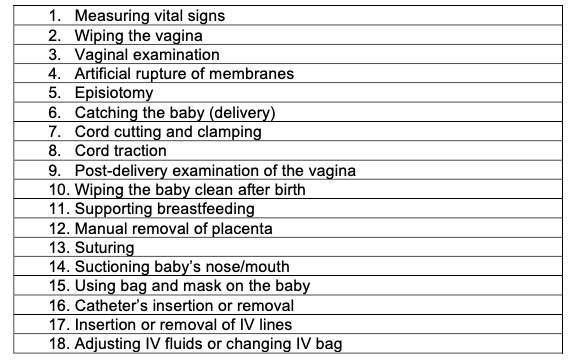 1. Measuring vital signs
2. Wiping the vagina
3. Vaginal examination
4. Artificial rupture of membranes
5. Episiotomy
6. Catching the baby (delivery)
7. Cord cutting and clamping
8. Cord traction
9. Post-delivery examination of the vagina
10. Wiping the baby clean after birth
11. Supporting breastfeeding
12. Manual removal of placenta
13. Suturing
14. Suctioning baby's nose/mouth
15. Using bag and mask on the baby
16. Catheter's insertion or removal
17. Insertion or removal of IV lines
18. Adjusting IV fluids or changing IV bag